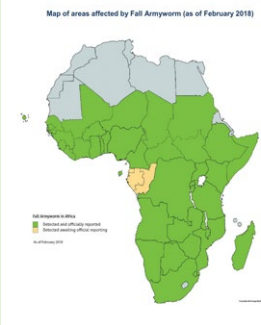 Map of areas affected by Fall Armyworm (as of February 2018)
Fall Armyworm in Africa
Detected and officially reported
Detected awaiting official reporting
As of February 2018